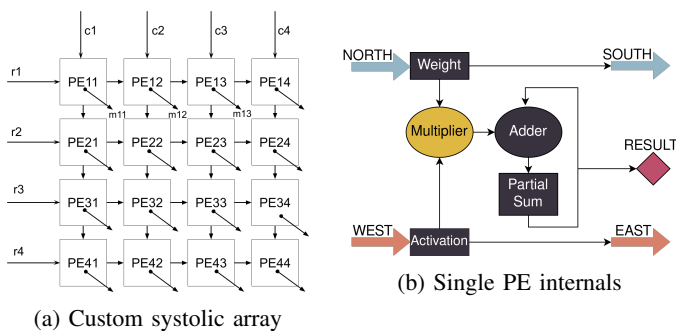 c1 c2 c3 c4
r1 PE11 PE12 PE13 PE14
m11 m12 m13
r2 PE21 PE22 PE23 PE24
r3 PE31 PE32 PE33 PE34
r4 PE41 PE42 PE43 PE44
(a) Custom systolic array
NORTH Weight SOUTH
Multiplier Adder
RESULT
Partial
Sum
WEST Activation EAST
(b) Single PE internals